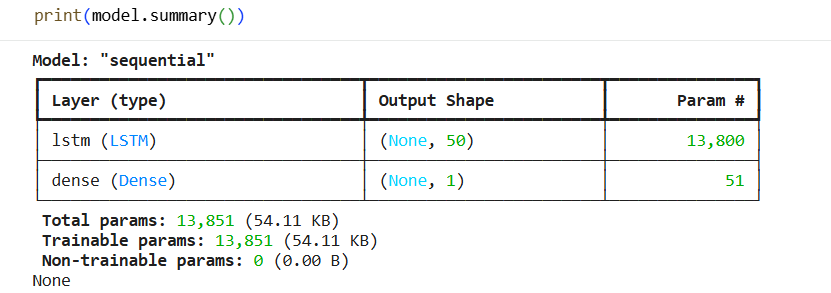 print(model.summary())
Model: "sequential"
Layer (type) Output Shape Param #
lstm (LSTM) (None, 50) 13,800
dense (Dense) (None, 1) 51
Total params: 13,851 (54.11 KB)
Trainable params: 13,851 (54.11 KB)
Non-trainable params: 0 (0.00 B)
None